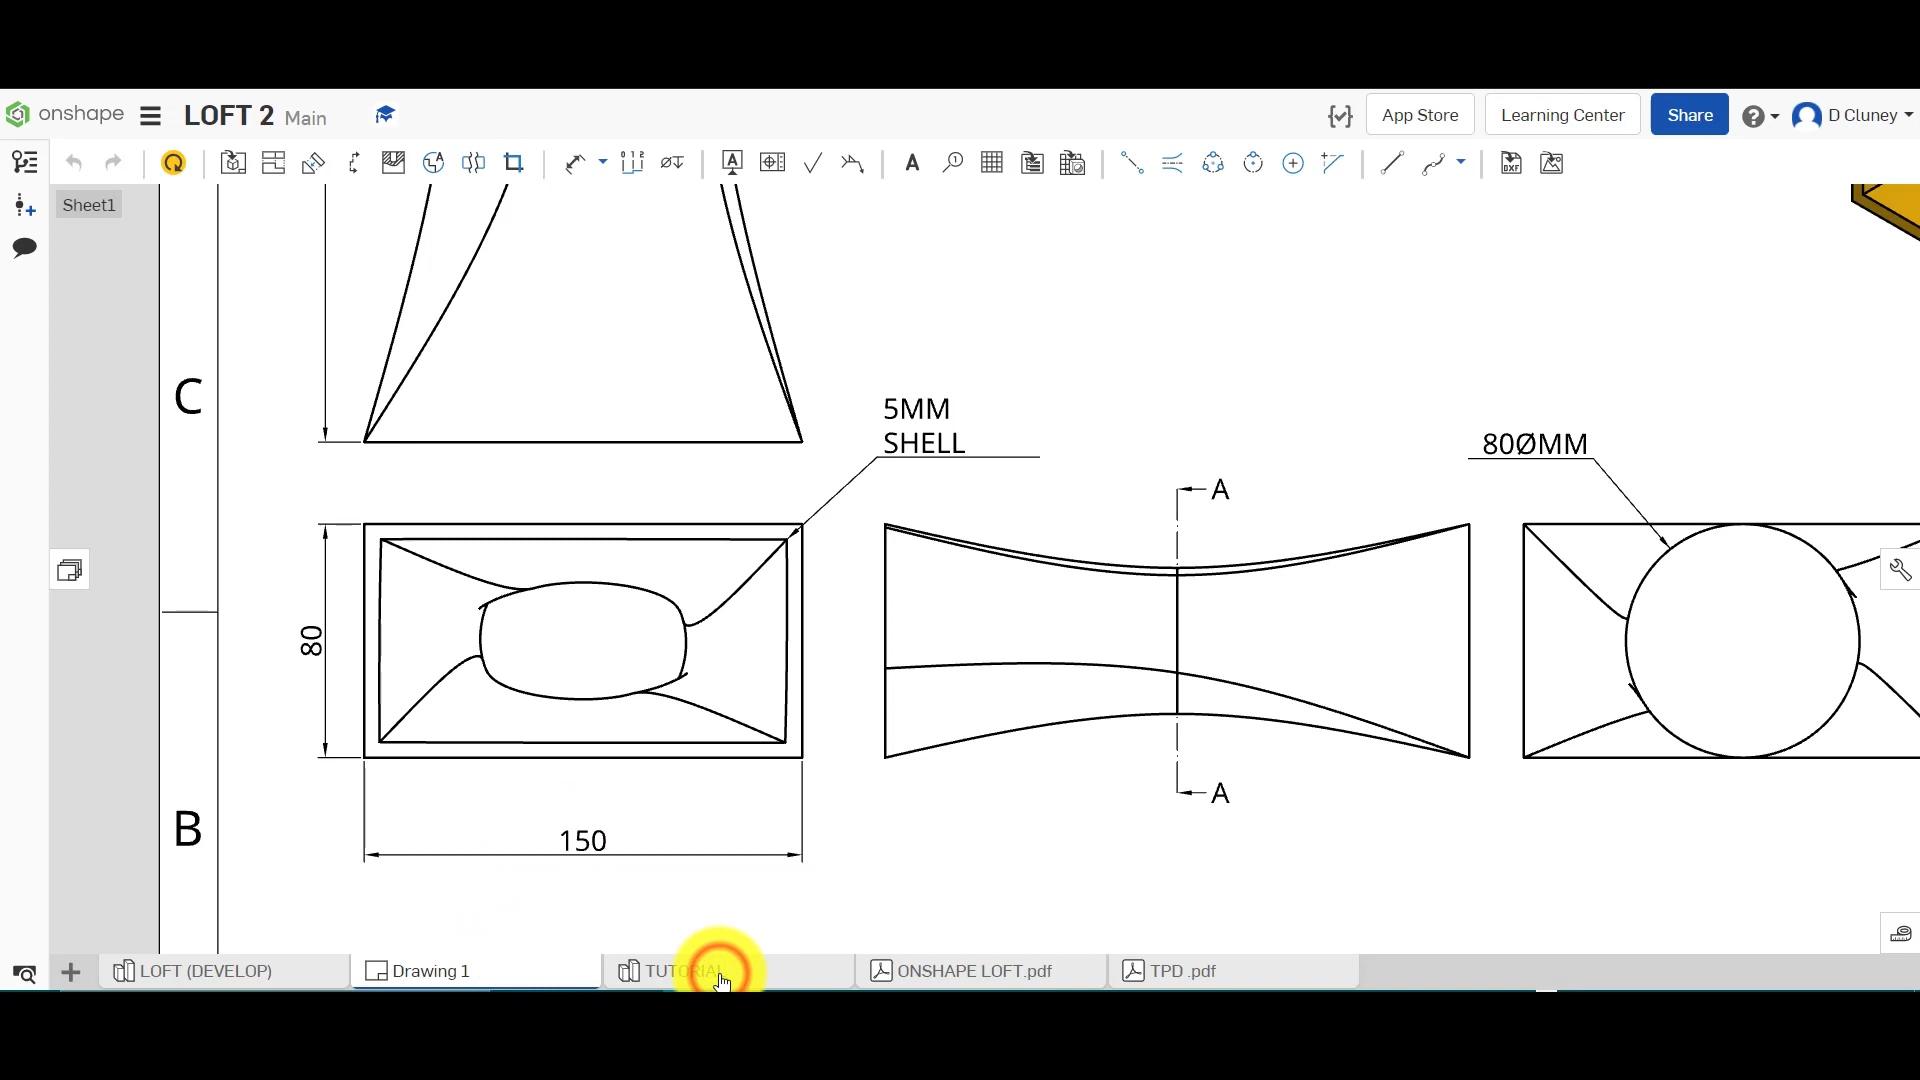 onshape
LOFT 2 Main
App Store
Learning Center
Share
D Cluney
Sheet1
C
5MM
SHELL
80ØMM
A
80
A
B
150
LOFT (DEVELOP)
Drawing 1
TUTORIAL
ONSHAPE LOFT.pdf
TPD .pdf